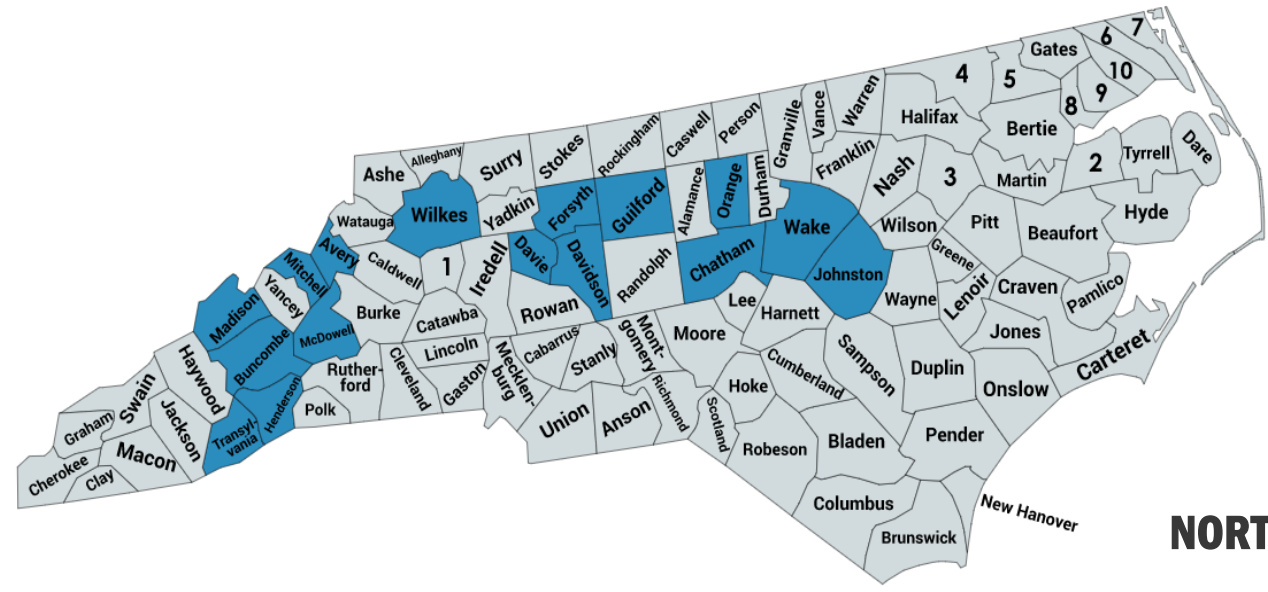 7
6
Gates
4
5
10
9
8
Halifax
Bertie
Warren
Vance
Granville
Person
Caswell
Rockingham
Stokes
Surry
Alleghany
Ashe
Franklin
Nash
3
Martin
2
Tyrrell
Dare
Hyde
Watauga
Wilkes
Yadkin
Forsyth
Guilford
Alamance
Orange
Durham
Wake
Wilson
Pitt
Beaufort
Avery
Caldwell
1
Iredell
Davie
Davidson
Randolph
Chatham
Johnston
Greene
Wayne
Lenoir
Craven
Pamlico
Mitchell
Yancey
Madison
McDowell
Burke
Catawba
Rowan
Lee
Harnett
Moore
Jones
Carteret
Buncombe
Haywood
Swain
Graham
Cherokee
Clay
Macon
Jackson
Transyl-
vania
Henderson
Polk
Ruther-
ford
Cleveland
Lincoln
Gaston
Mecklen-
burg
Cabarrus
Stanly
Mont-
gomery
Union
Anson
Richmond
Scotland
Hoke
Cumberland
Sampson
Duplin
Onslow
Robeson
Bladen
Pender
Columbus
Brunswick
New Hanover
NORT